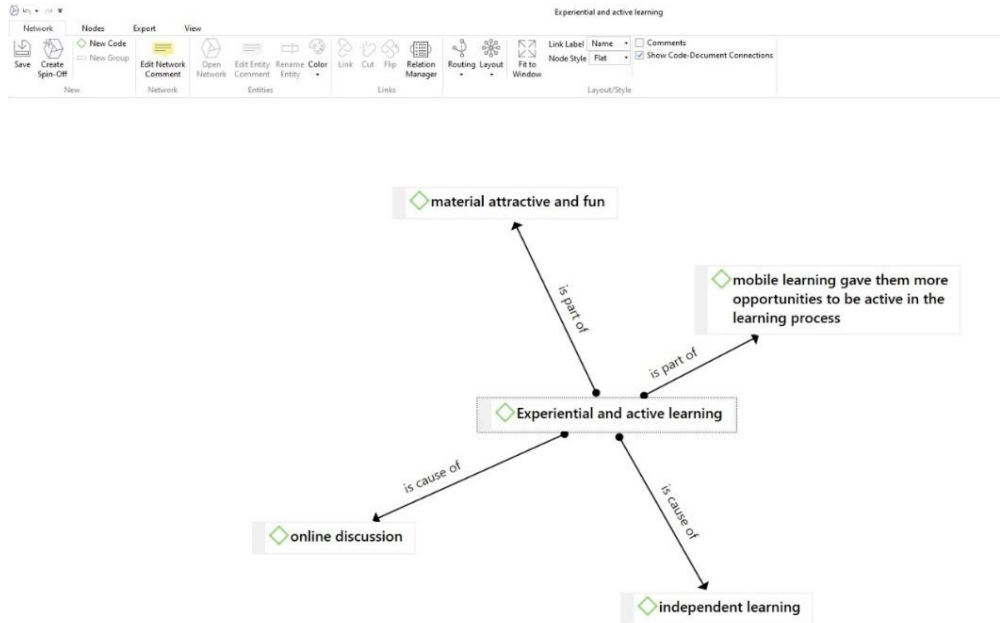 Experiential and active learning
Network Nodes Export View
Save
Create
Spin-Off
New Code
New Group
New
Edit Network
Comment
Network
Open
Network
Edit Entity
Comment
Rename
Entity
Color
Entities
Link
Cut
Flip
Relation
Manager
Links
Routing
Layout
Fit to
Window
Link Label Name
Node Style Flat
Comments
Show Code-Document Connections
Layout/Style
material attractive and fun
mobile learning gave them more
opportunities to be active in the
learning process
is part of
is part of
Experiential and active learning
is cause of
is cause of
online discussion
independent learning